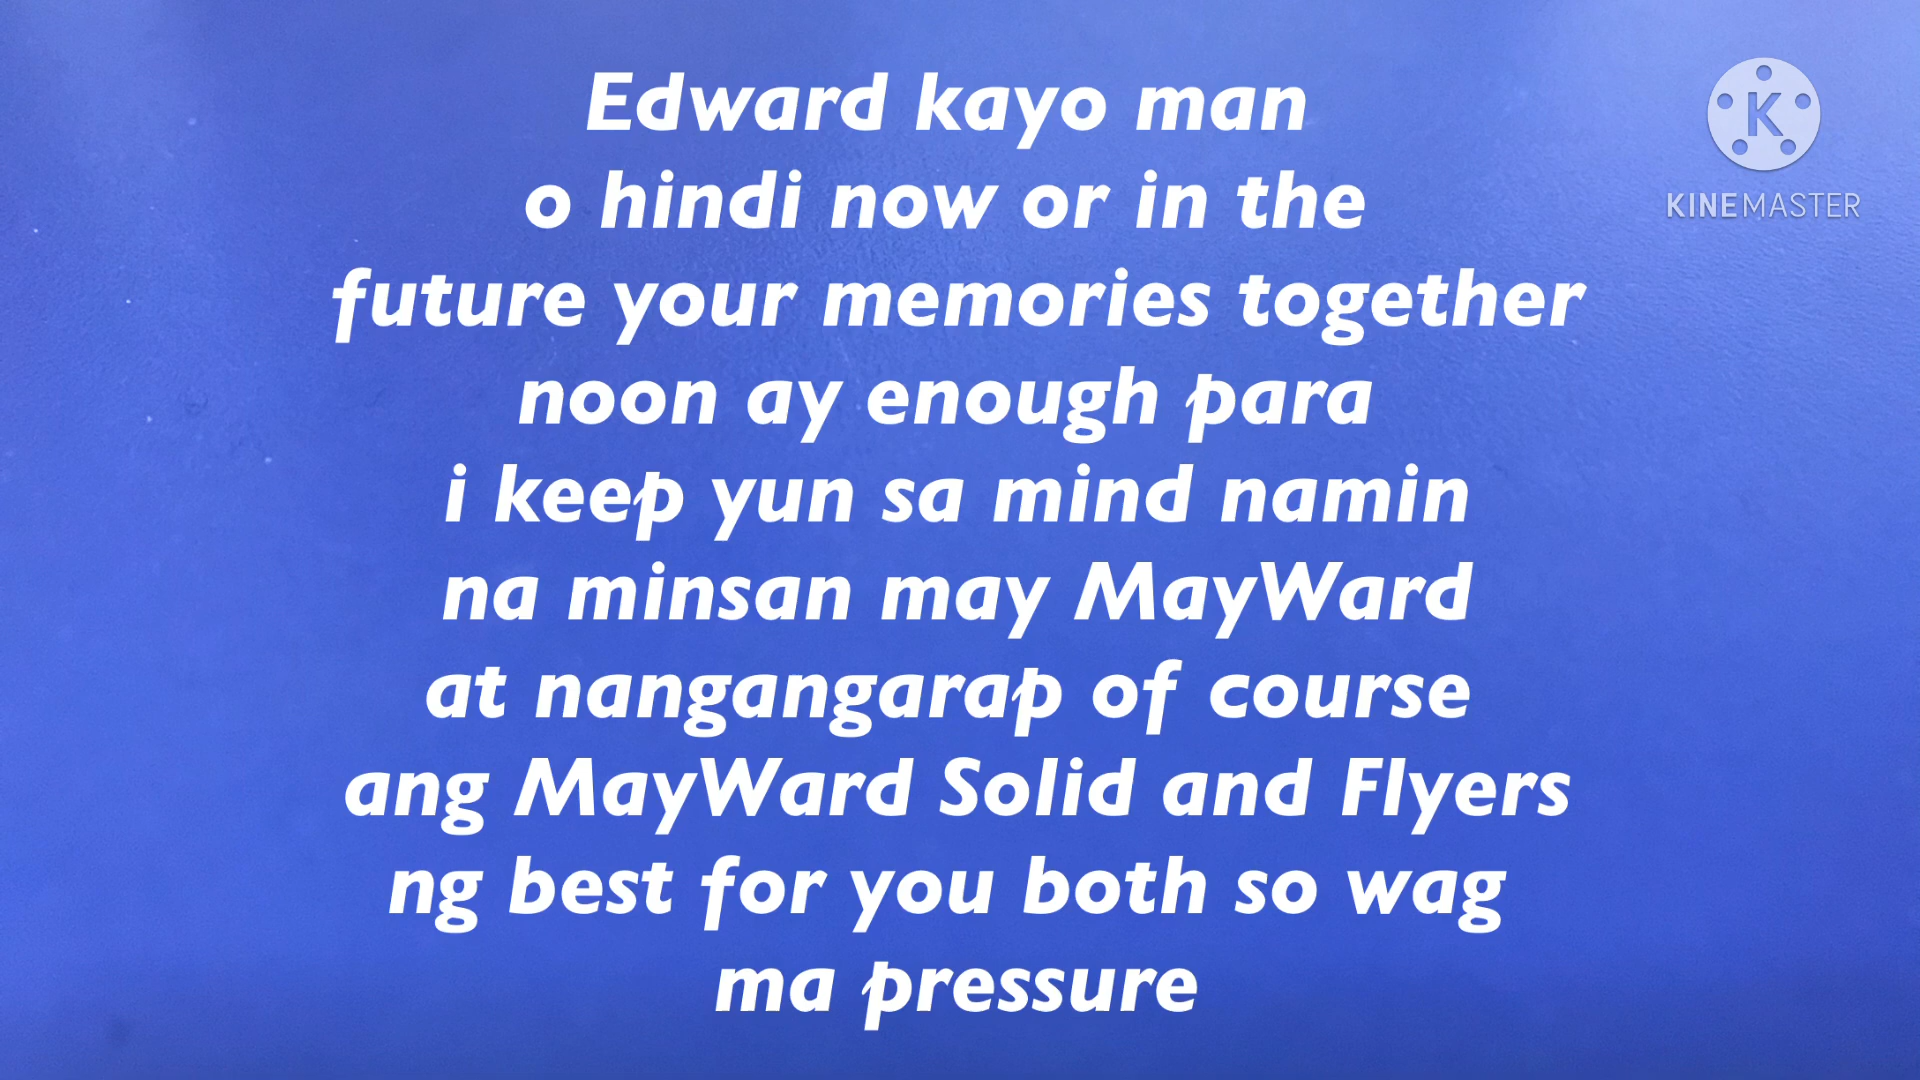 Edward kayo man
o hindi now or in the
future your memories together
noon ay enough para
i keep yun sa mind namin
na minsan may MayWard
at nangangarap of course
ang MayWard Solid and Flyers
ng best for you both so wag
ma pressure
K
KINEMASTER